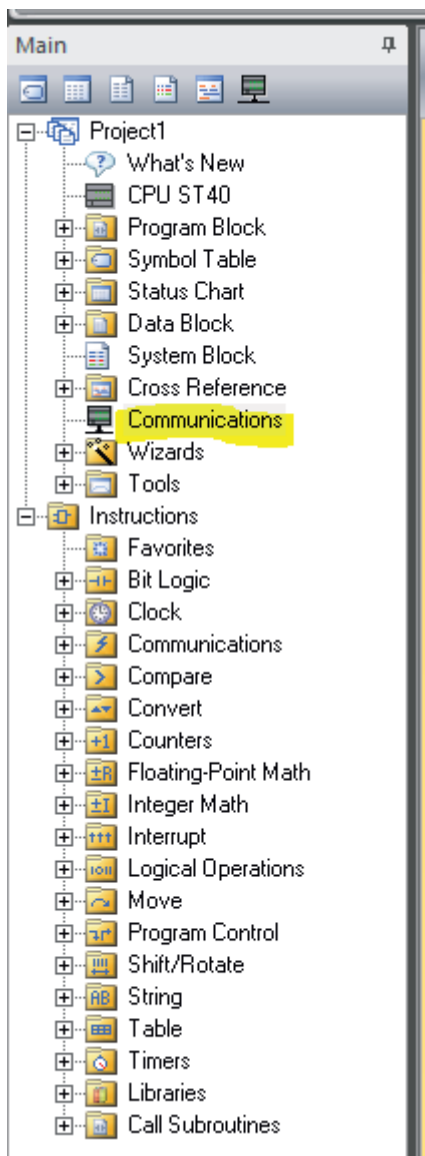 Main
Project1
What's New
CPU ST40
Program Block
Symbol Table
Status Chart
Data Block
System Block
Cross Reference
Communications
Wizards
Tools
Instructions
Favorites
Bit Logic
Clock
Communications
Compare
Convert
Counters
Floating-Point Math
Integer Math
Interrupt
Logical Operations
Move
Program Control
Shift/Rotate
String
Table
Timers
Libraries
Call Subroutines